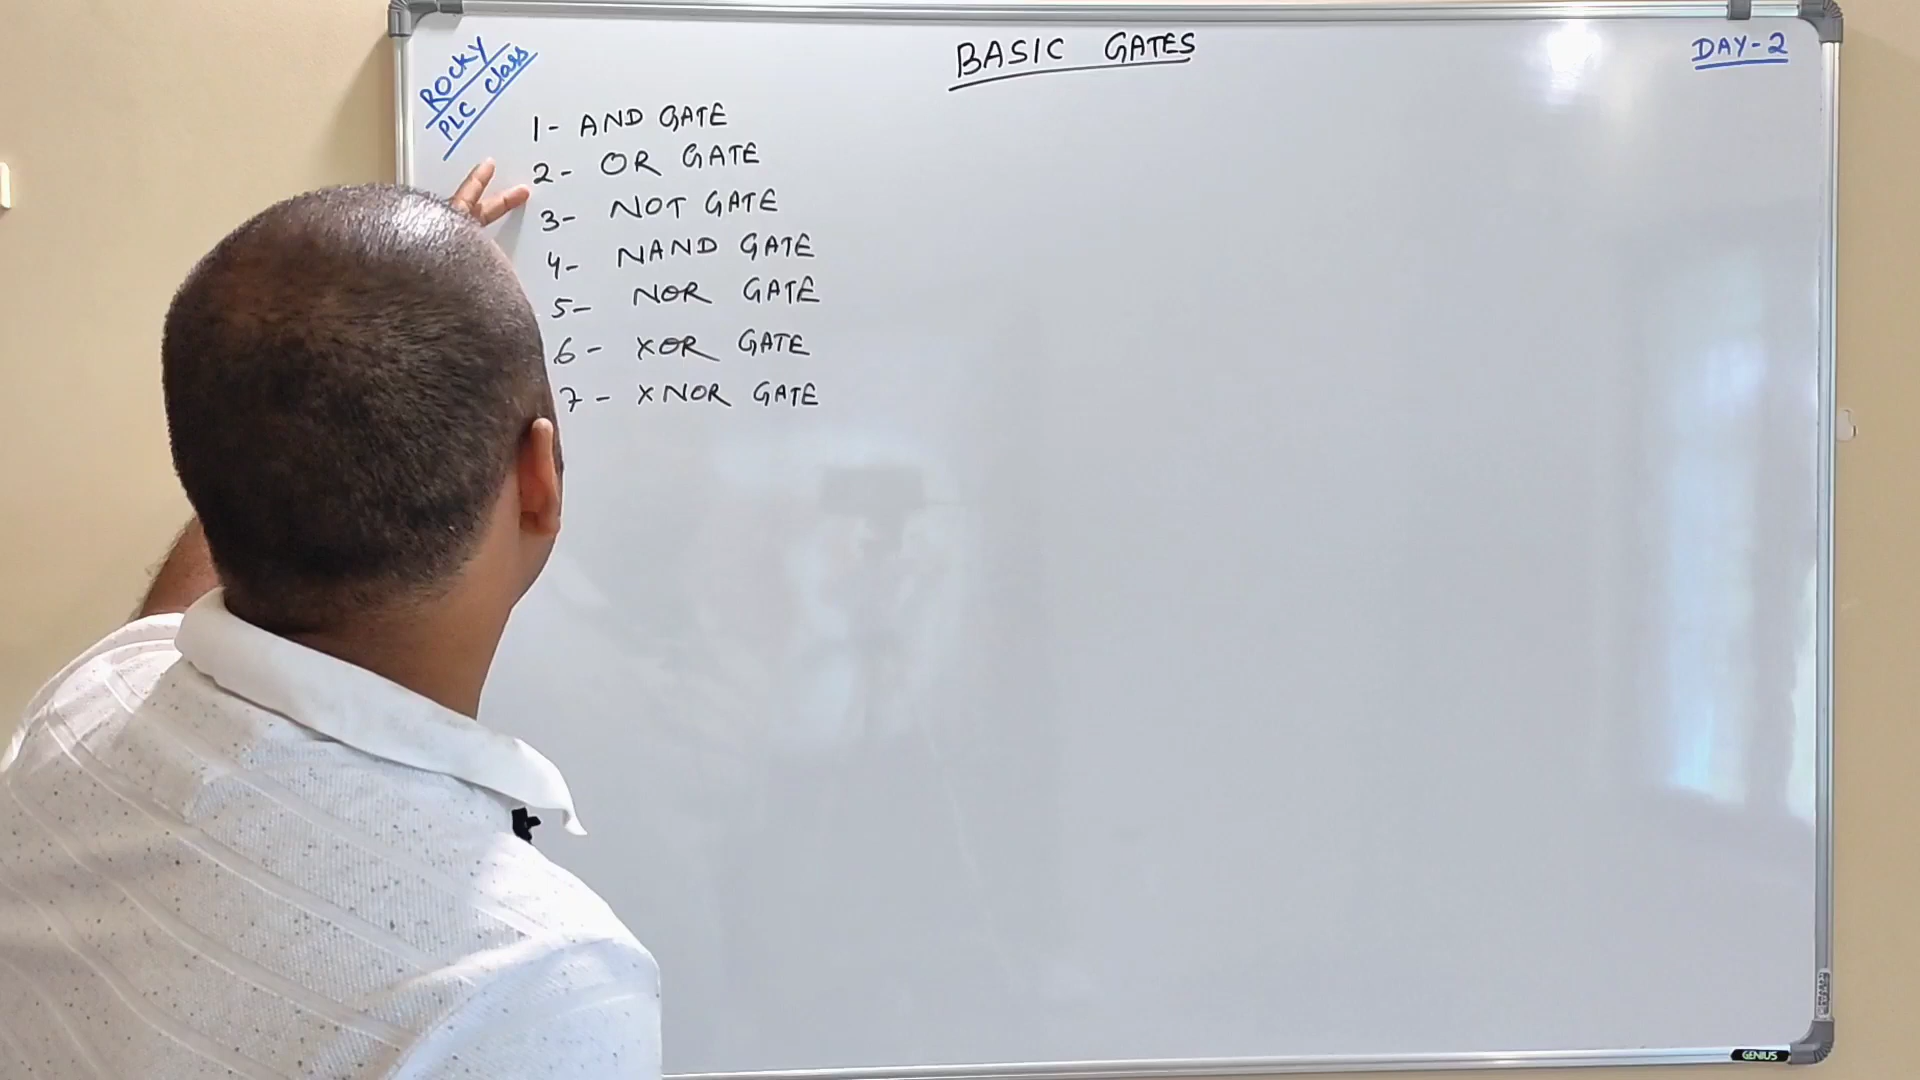 ROCKY
PLC Class
BASIC GATES
DAY-2
1- AND GATE
2- OR GATE
3- NOT GATE
4- NAND GATE
5- NOR GATE
6- XOR GATE
7- XNOR GATE
GENIUS